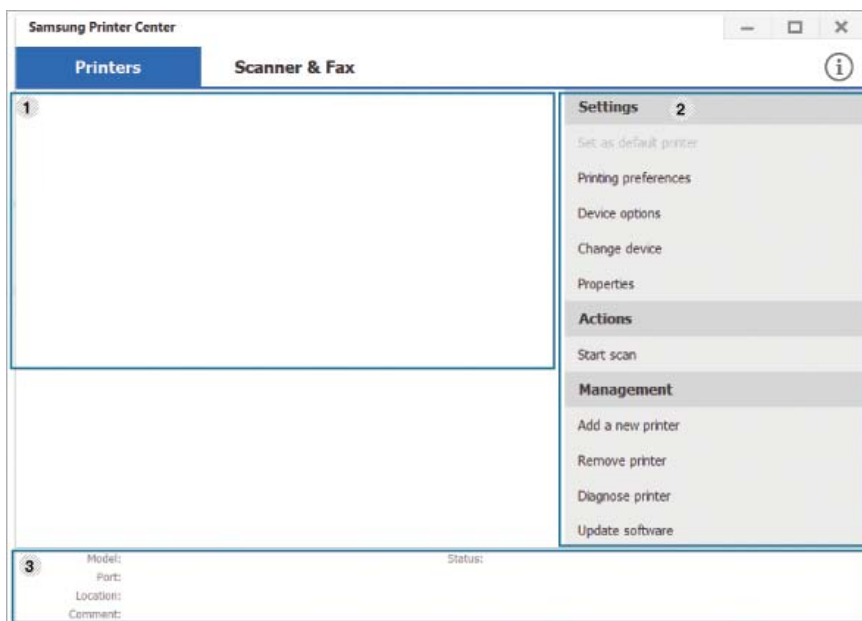 Samsung Printer Center
Printers Scanner & Fax
1
Settings 2
Set as default printer
Printing preferences
Device options
Change device
Properties
Actions
Start scan
Management
Add a new printer
Remove printer
Diagnose printer
Update software
3
Model: Status:
Port:
Location:
Comment: